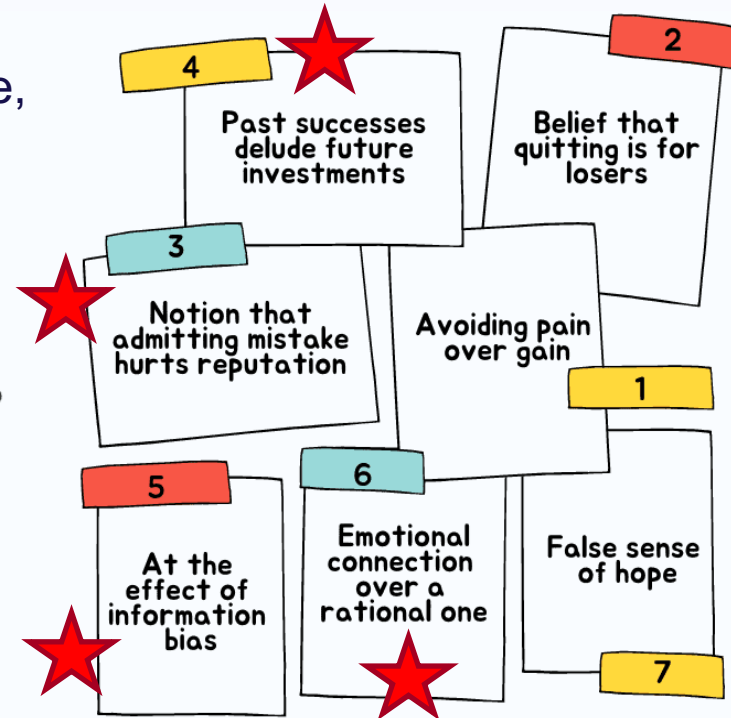 e,
4
Past successes
delude future
investments
2
Belief that
quitting is for
losers
3
Notion that
admitting mistake
hurts reputation
Avoiding pain
over gain
1
5
At the
effect of
information
bias
6
Emotional
connection
over a
rational one
False sense
of hope
7